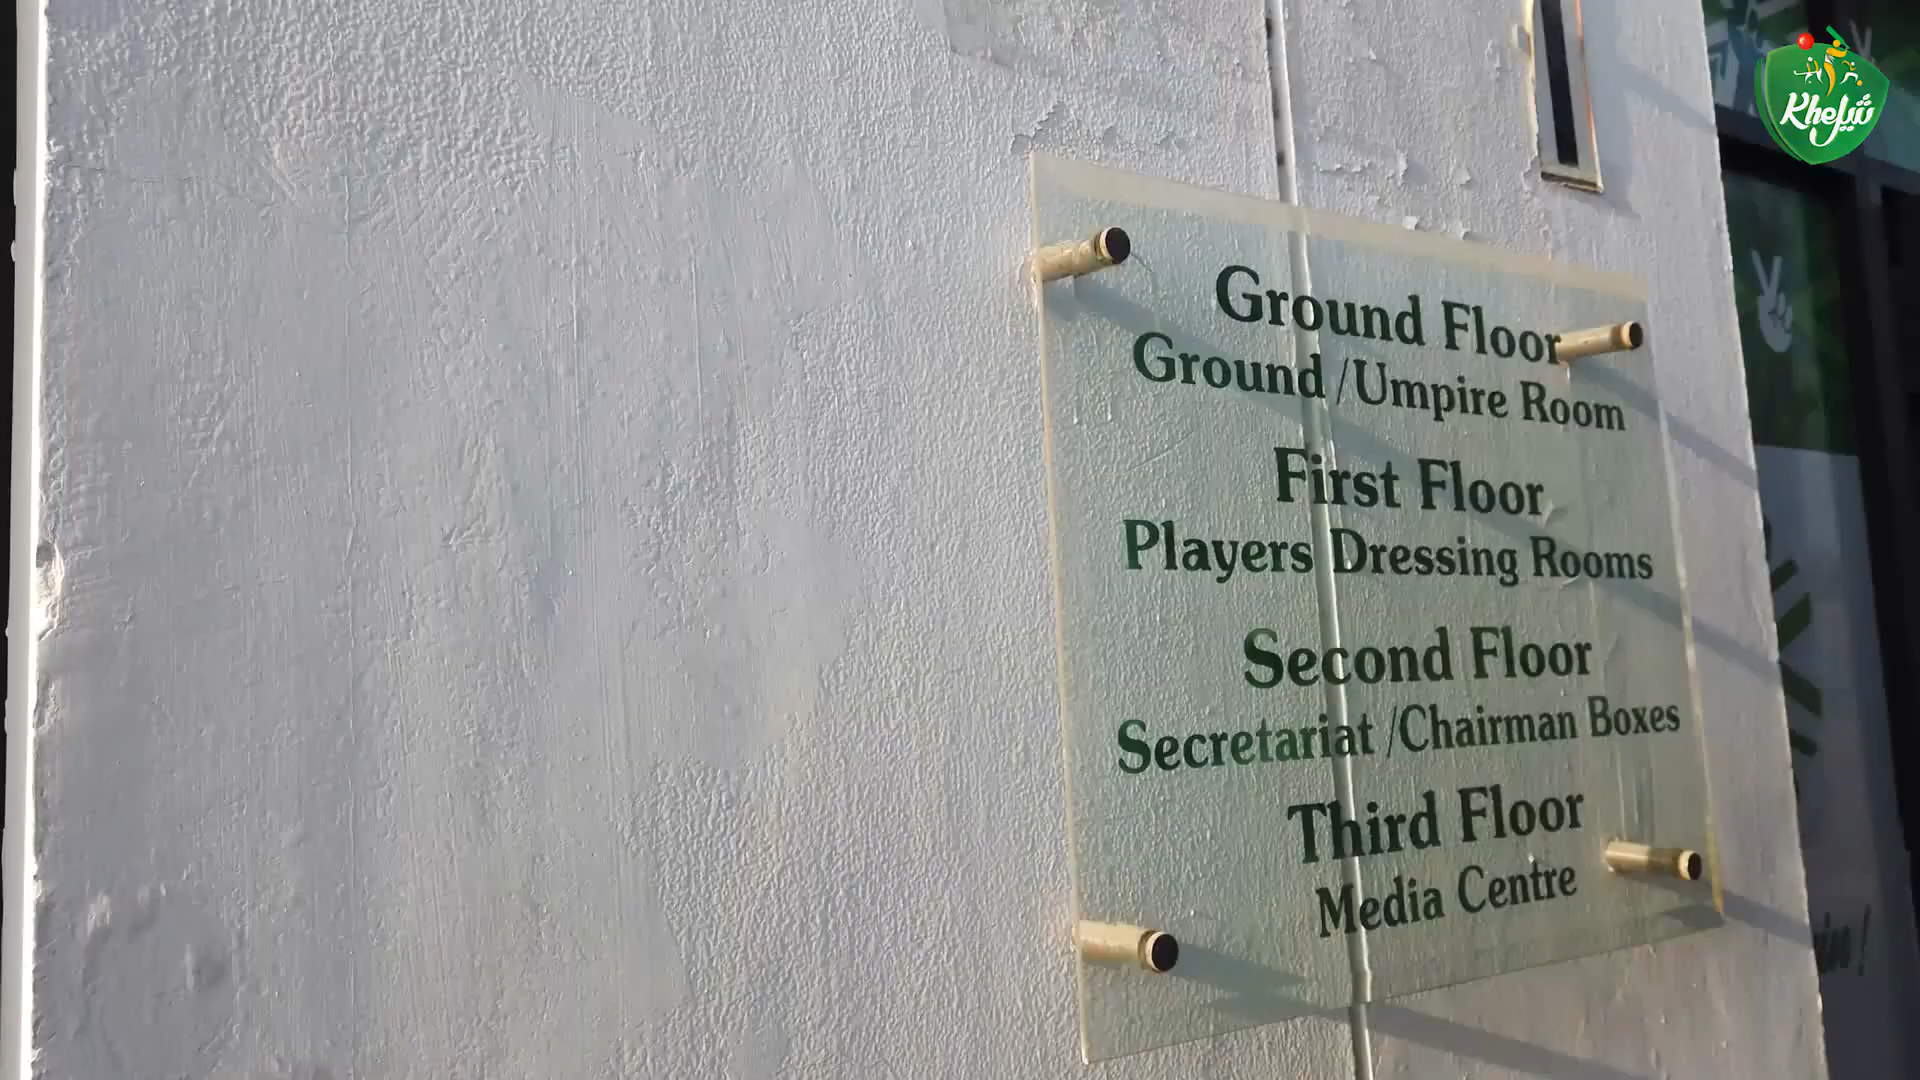 Kheشیل
Ground Floor
Ground /Umpire Room
First Floor
Players Dressing Rooms
Second Floor
Secretariat /Chairman Boxes
Third Floor
Media Centre